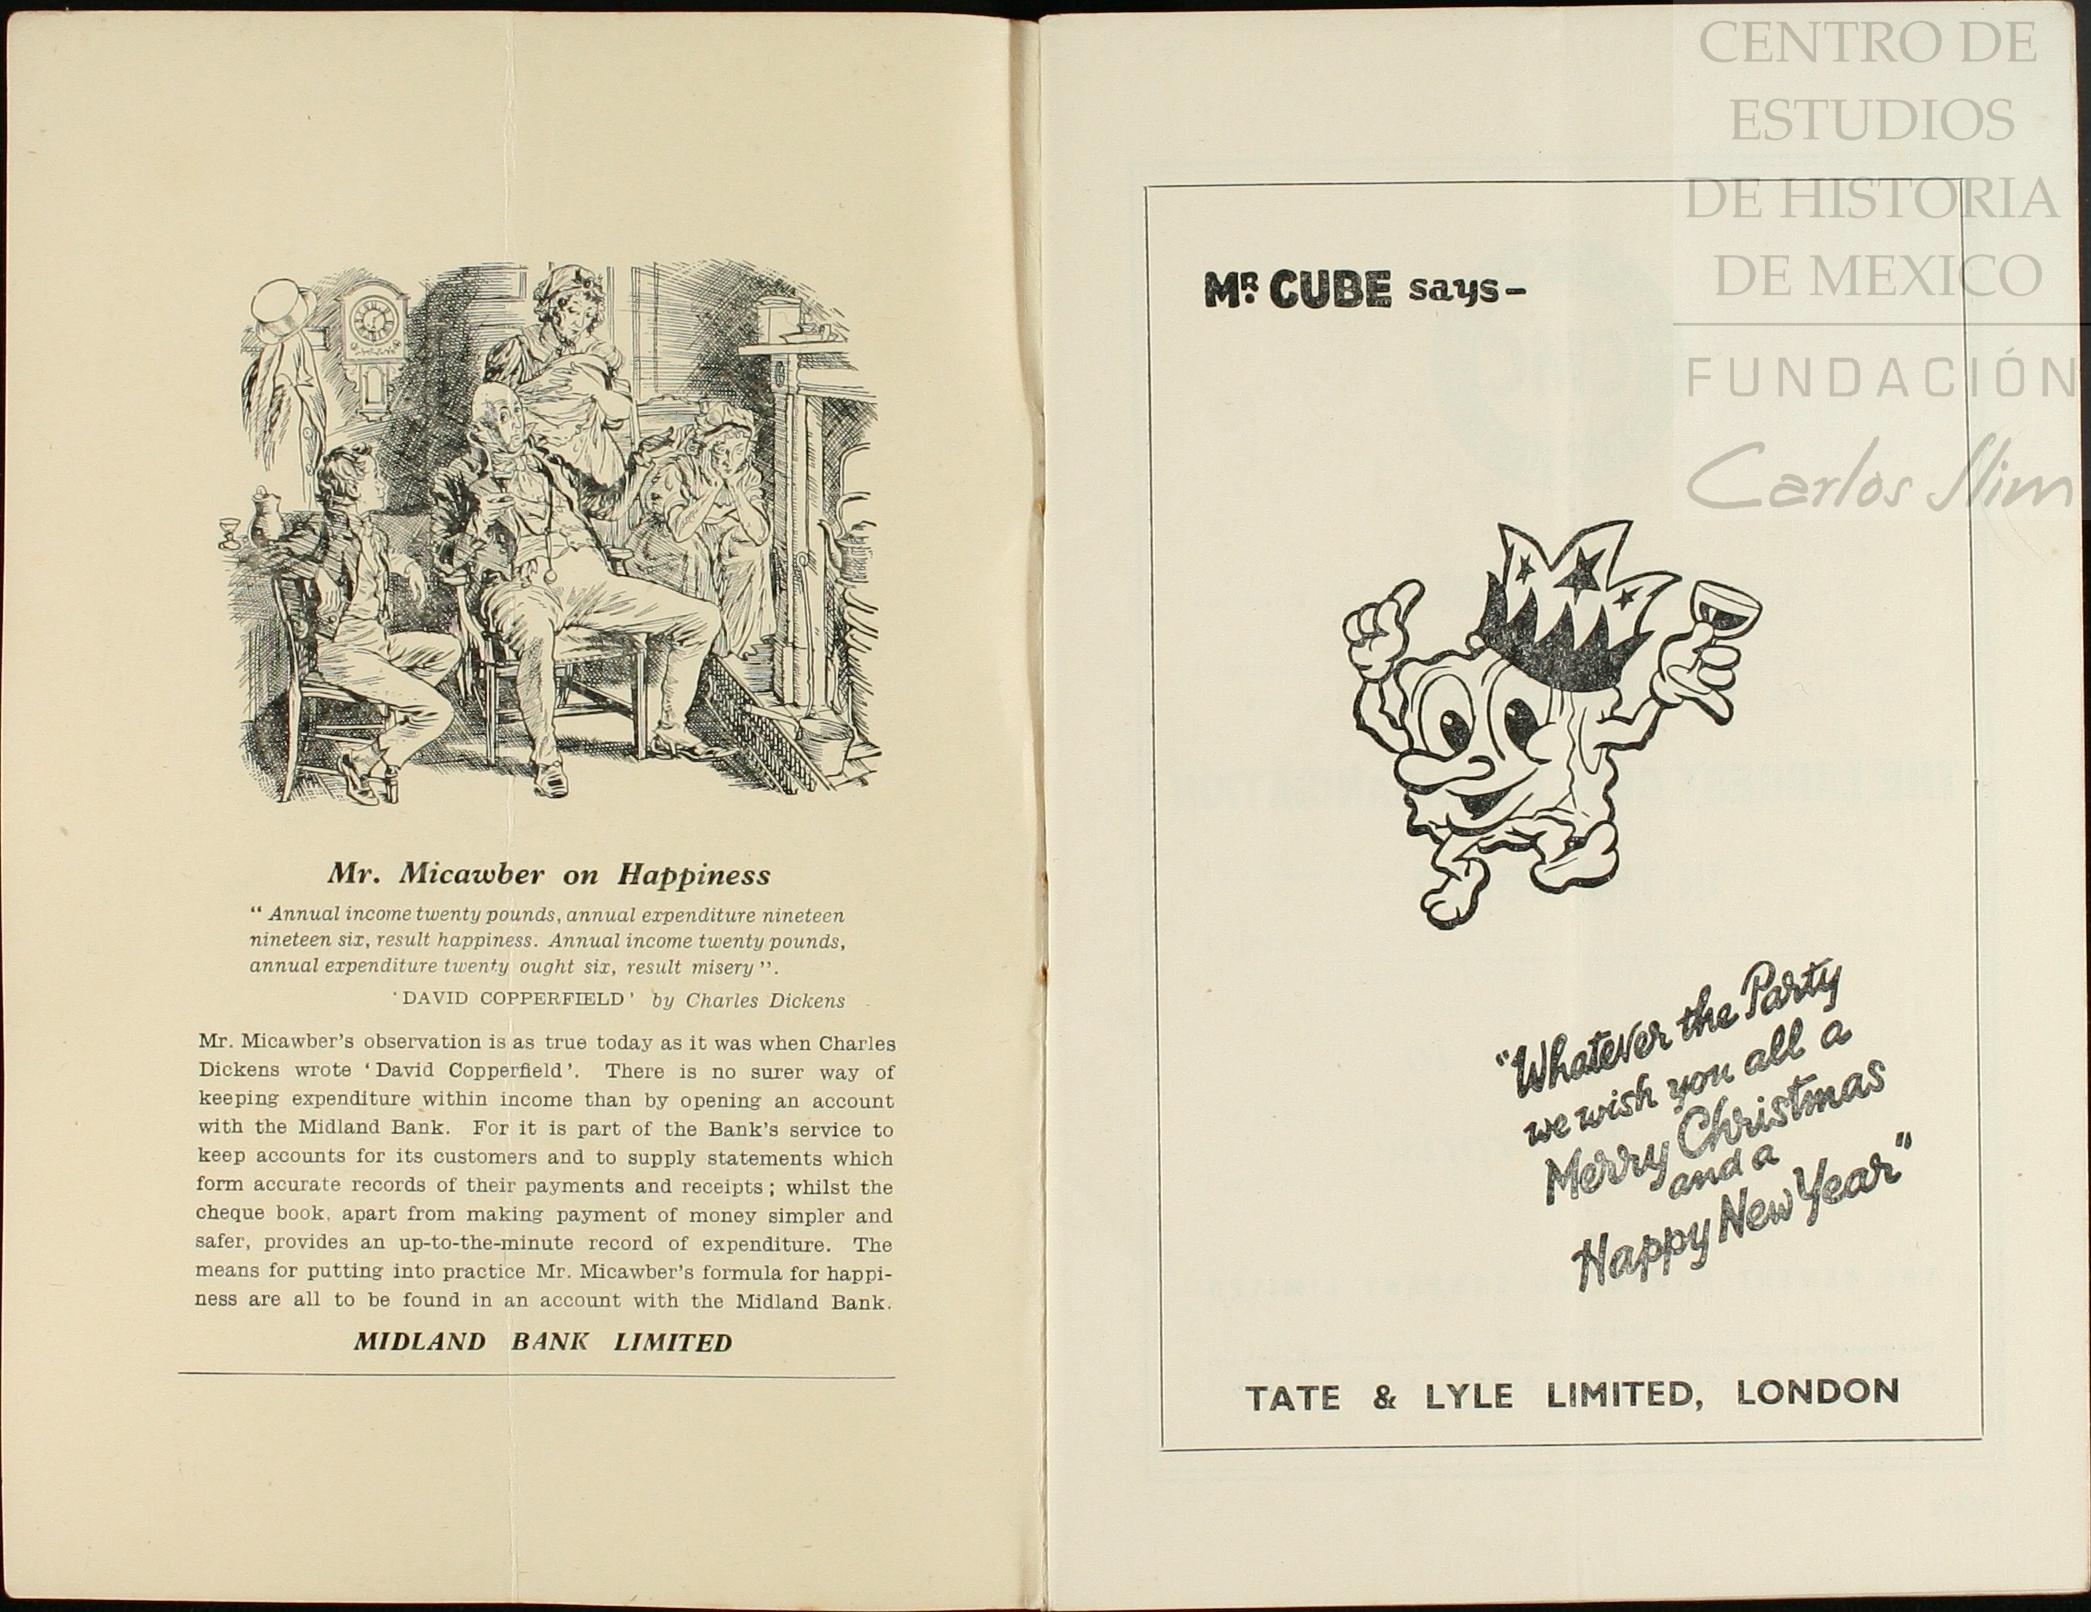 Mr. Micawber on Happiness
“ Annual income twenty pounds, annual expenditure nineteen
nineteen six, result happiness. Annual income twenty pounds,
annual expenditure twenty ought six, result misery ”.
‘ DAVID COPPERFIELD ’ by Charles Dickens
Mr. Micawber’s observation is as true today as it was when Charles
Dickens wrote ‘ David Copperfield ’. There is no surer way of
keeping expenditure within income than by opening an account
with the Midland Bank. For it is part of the Bank’s service to
keep accounts for its customers and to supply statements which
form accurate records of their payments and receipts ; whilst the
cheque book, apart from making payment of money simpler and
safer, provides an up-to-the-minute record of expenditure. The
means for putting into practice Mr. Micawber’s formula for happi-
ness are all to be found in an account with the Midland Bank.
MIDLAND BANK LIMITED
CENTRO DE
ESTUDIOS
DE HISTORIA
DE MEXICO
FUNDACIÓN
Carlos Slim
MR. CUBE says –
“Whatever the Party
we wish you all a
Merry Christmas
and a
Happy New Year”
TATE & LYLE LIMITED, LONDON